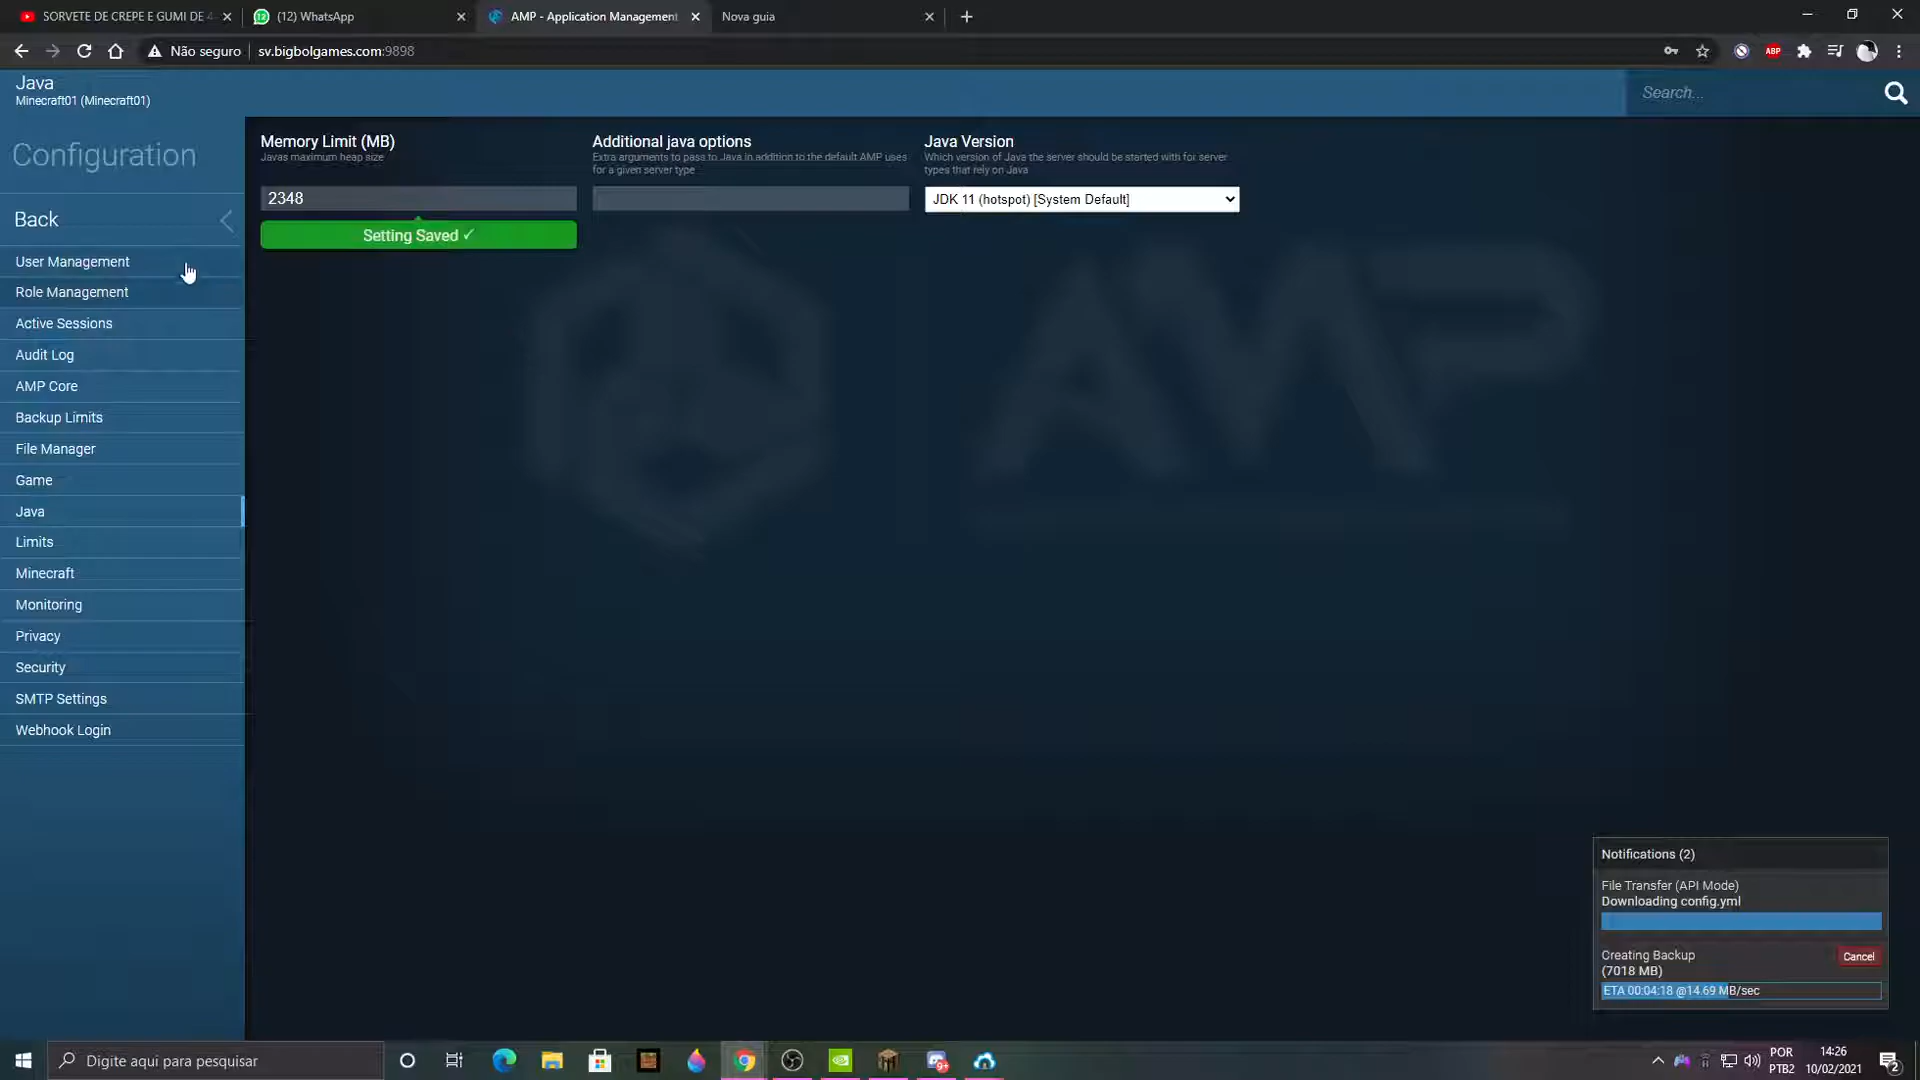 SORVETE DE CREPE E GUMI DE 4
(12) WhatsApp
AMP - Application Management
Nova guia
Não seguro
sv.bigbolgames.com:9898
Java
Minecraft01 (Minecraft01)
Search...
Configuration
Back
User Management
Role Management
Active Sessions
Audit Log
AMP Core
Backup Limits
File Manager
Game
Java
Limits
Minecraft
Monitoring
Privacy
Security
SMTP Settings
Webhook Login
Memory Limit (MB)
Javas maximum heap size
2348
Setting Saved ✓
Additional java options
Extra arguments to pass to Java in addition to the default AMP uses
for a given server type
Java Version
Which version of Java the server should be started with for server
types that rely on Java
JDK 11 (hotspot) [System Default]
AMP
Notifications (2)
File Transfer (API Mode)
Downloading config.yml
Creating Backup
Cancel
(7018 MB)
ETA 00:04:18 @14.69 MB/sec
Digite aqui para pesquisar
POR
PTB2
14:26
10/02/2021
2
ABP
12
9+